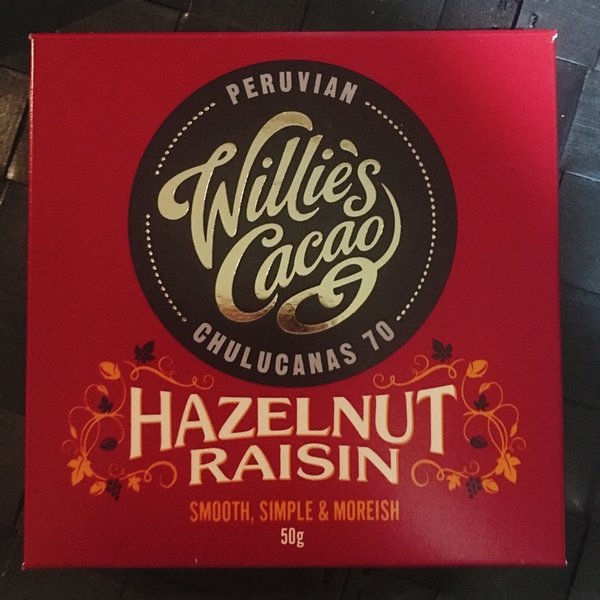 PERUVIAN
Willie's
Cacao
CHULUCANAS 70
HAZELNUT
RAISIN
SMOOTH, SIMPLE & MOREISH
50g